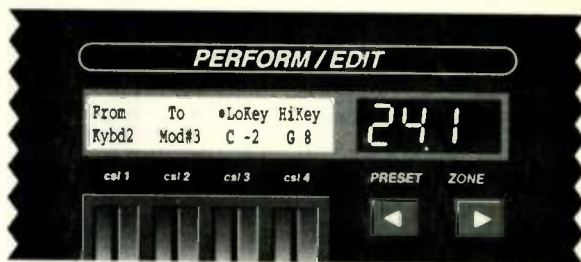 PERFORM / EDIT
From To •LoKey HiKey
Kybd2 Mod#3 C -2 G 8
24.1
csl 1 csl 2 csl 3 csl 4 PRESET ZONE